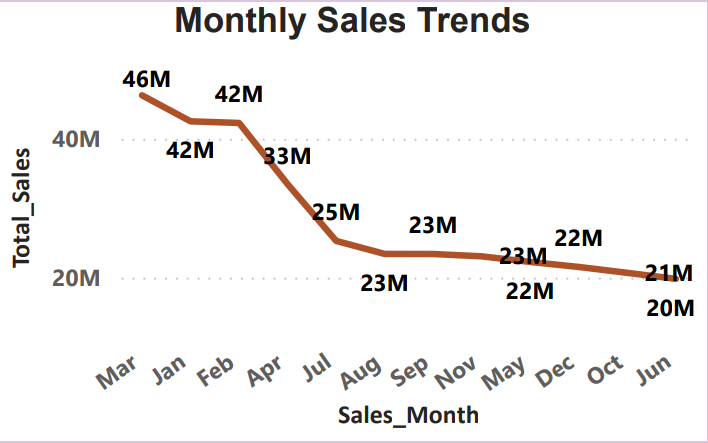 Monthly Sales Trends
46M
42M
42M
40M
33M
25M
23M
23M
22M
21M
20M
23M
22M
20M
Total_Sales
Mar Jan Feb Apr Jul Aug Sep Nov May Dec Oct Jun
Sales_Month